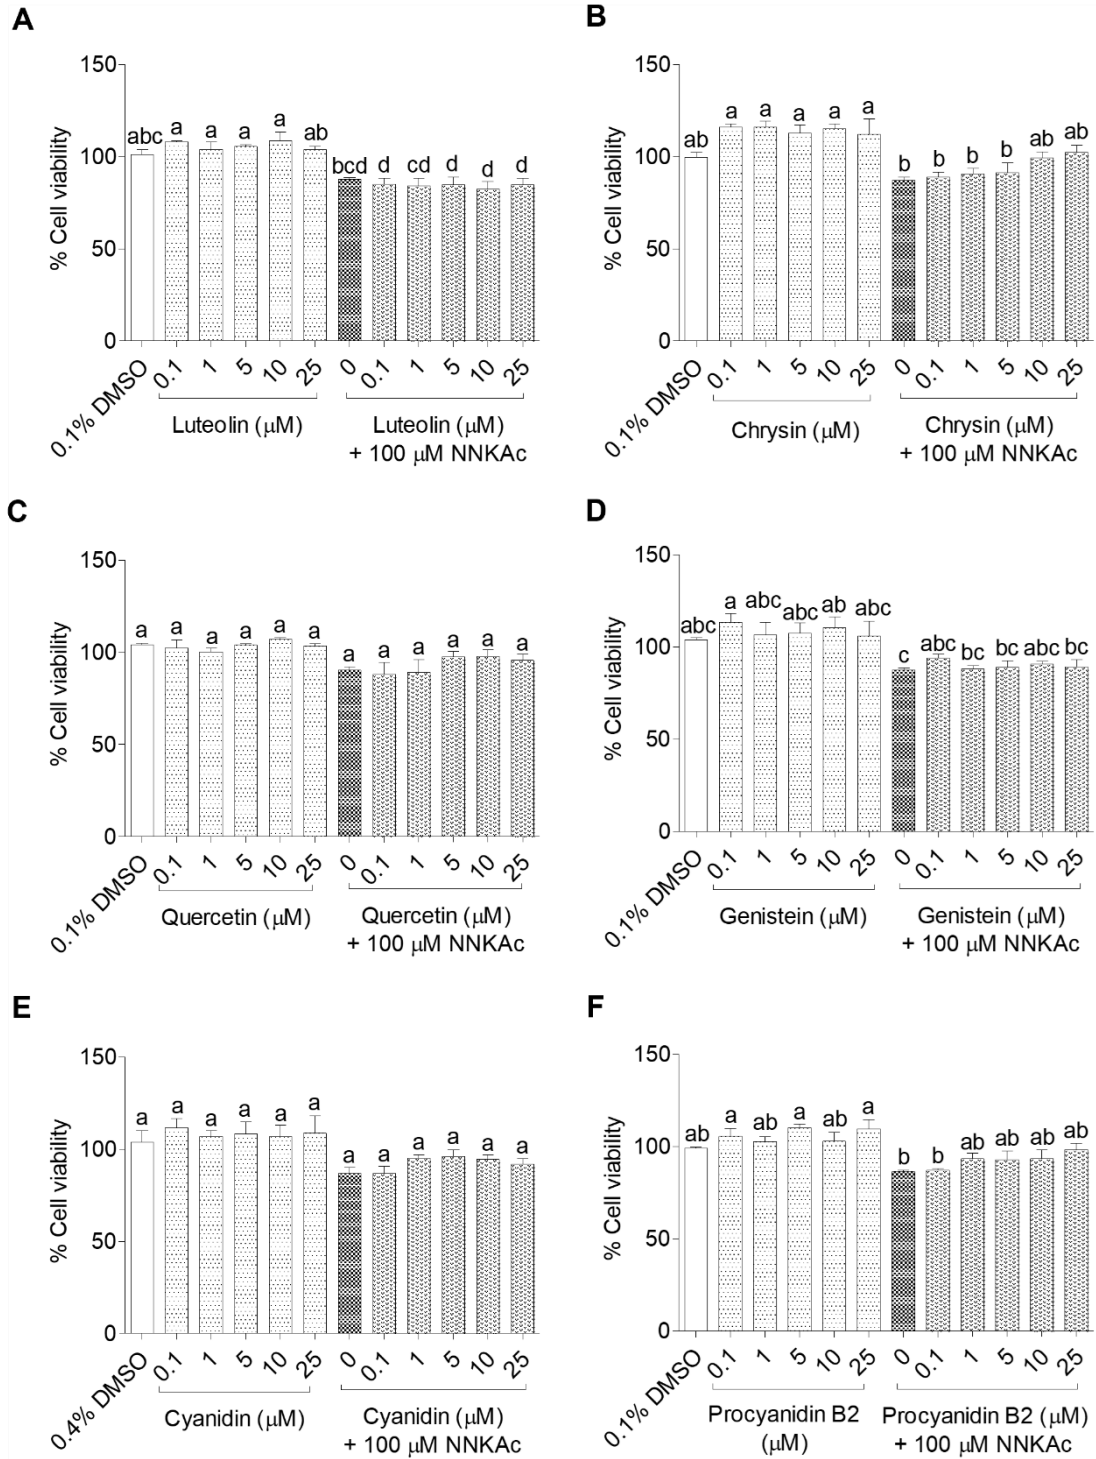 A
150
100
50
0
% Cell viability
abc a a a a ab bcd d cd d d d
0.1% DMSO 0.1 1 5 10 25 0 0.1 1 5 10 25
Luteolin (μM)
Luteolin (μM)
+ 100 μM NNKAc
B
150
100
50
0
% Cell viability
ab a a a a a b b b b ab ab
0.1% DMSO 0.1 1 5 10 25 0 0.1 1 5 10 25
Chrysin (μM)
Chrysin (μM)
+ 100 μM NNKAc
C
150
100
50
0
% Cell viability
a a a a a a a a a a a a
0.1% DMSO 0.1 1 5 10 25 0 0.1 1 5 10 25
Quercetin (μM)
Quercetin (μM)
+ 100 μM NNKAc
D
150
100
50
0
% Cell viability
abc a abc abc ab abc c abc bc bc abc bc
0.1% DMSO 0.1 1 5 10 25 0 0.1 1 5 10 25
Genistein (μM)
Genistein (μM)
+ 100 μM NNKAc
E
150
100
50
0
% Cell viability
a a a a a a a a a a a a
0.4% DMSO 0.1 1 5 10 25 0 0.1 1 5 10 25
Cyanidin (μM)
Cyanidin (μM)
+ 100 μM NNKAc
F
150
100
50
0
% Cell viability
ab a ab a ab a b b ab ab ab ab
0.1% DMSO 0.1 1 5 10 25 0 0.1 1 5 10 25
Procyanidin B2
(μM)
Procyanidin B2 (μM)
+ 100 μM NNKAc